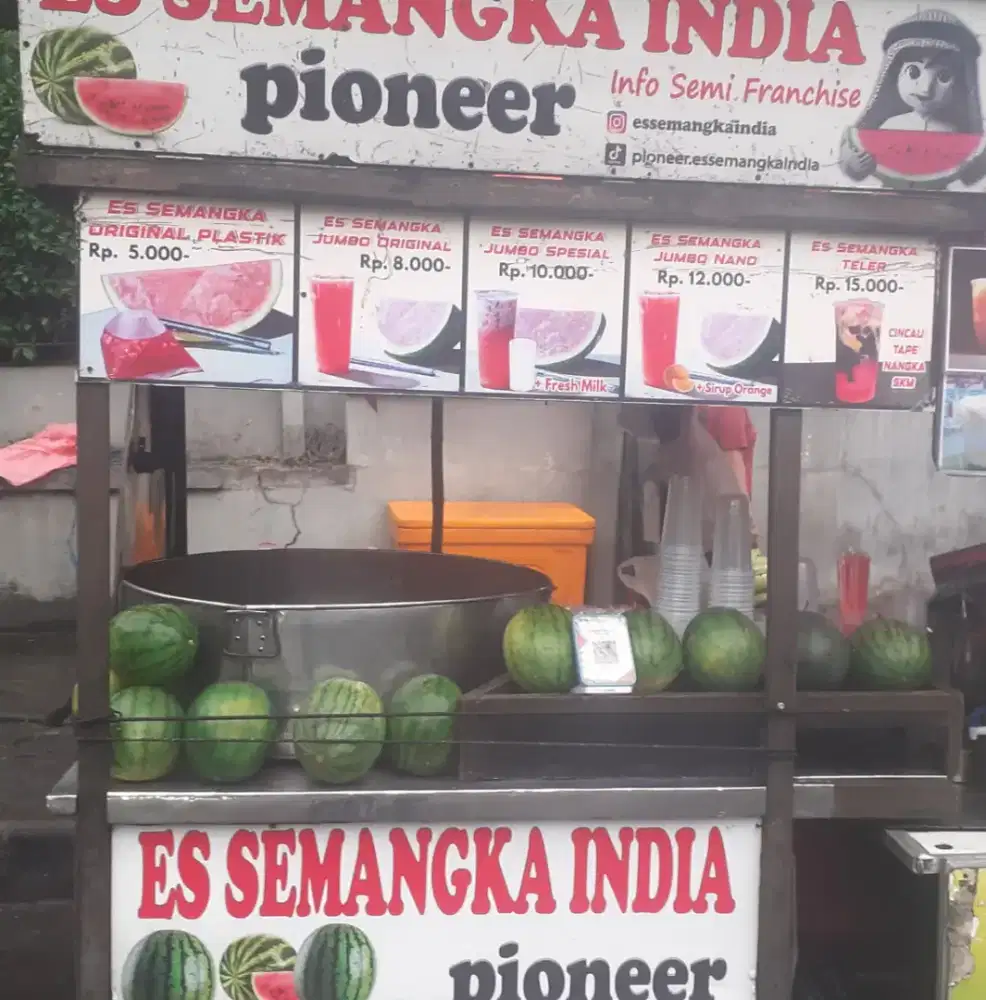 ES SEMANGKA INDIA
pioneer
Info Semi Franchise
essemangkaindia
pioneer.essemangkaindia
ES SEMANGKA
ORIGINAL PLASTIK
Rp. 5.000-
ES SEMANGKA
JUMBO ORIGINAL
Rp. 8.000-
ES SEMANGKA
JUMBO SPESIAL
Rp. 10.000-
+ Fresh Milk
ES SEMANGKA
JUMBO NANO
Rp. 12.000-
+ Sirup Orange
ES SEMANGKA
TELER
Rp. 15.000-
CINCAU
TAPE
NANGKA
SKM
ES SEMANGKA INDIA
pioneer